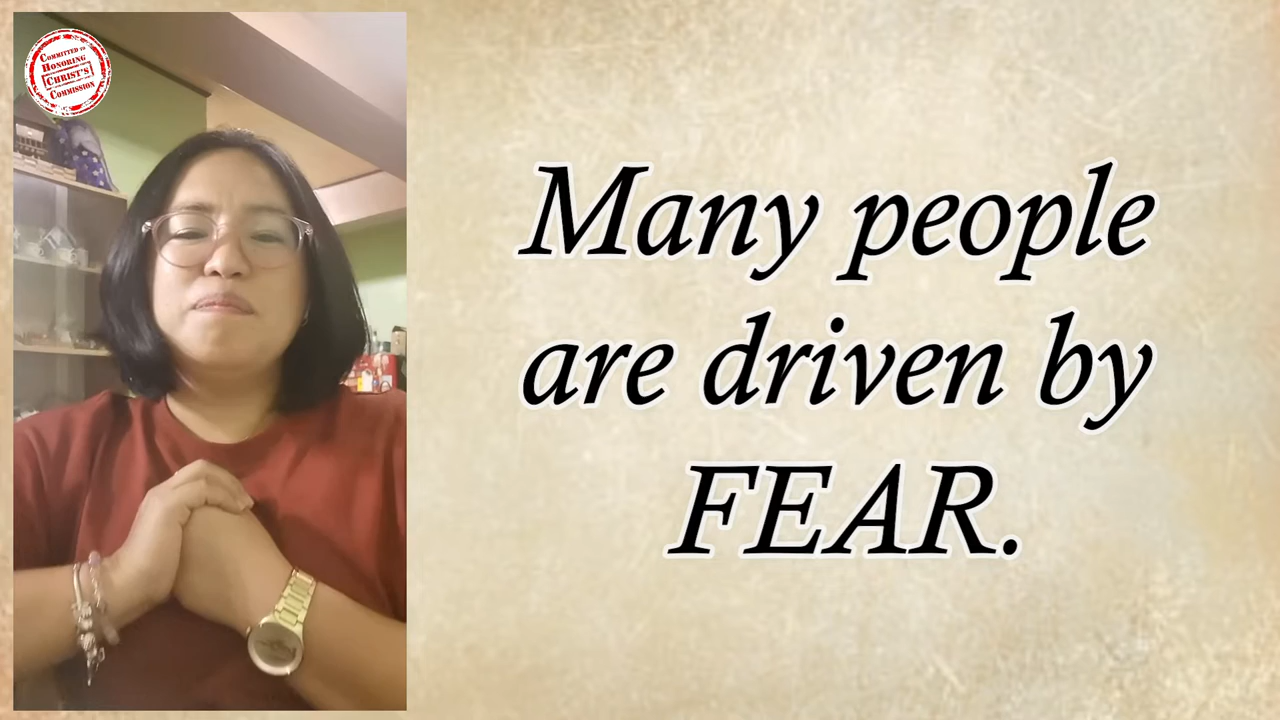 COMMITTED TO
HONORING
CHRIST'S
COMMISSION
Many people
are driven by
FEAR.